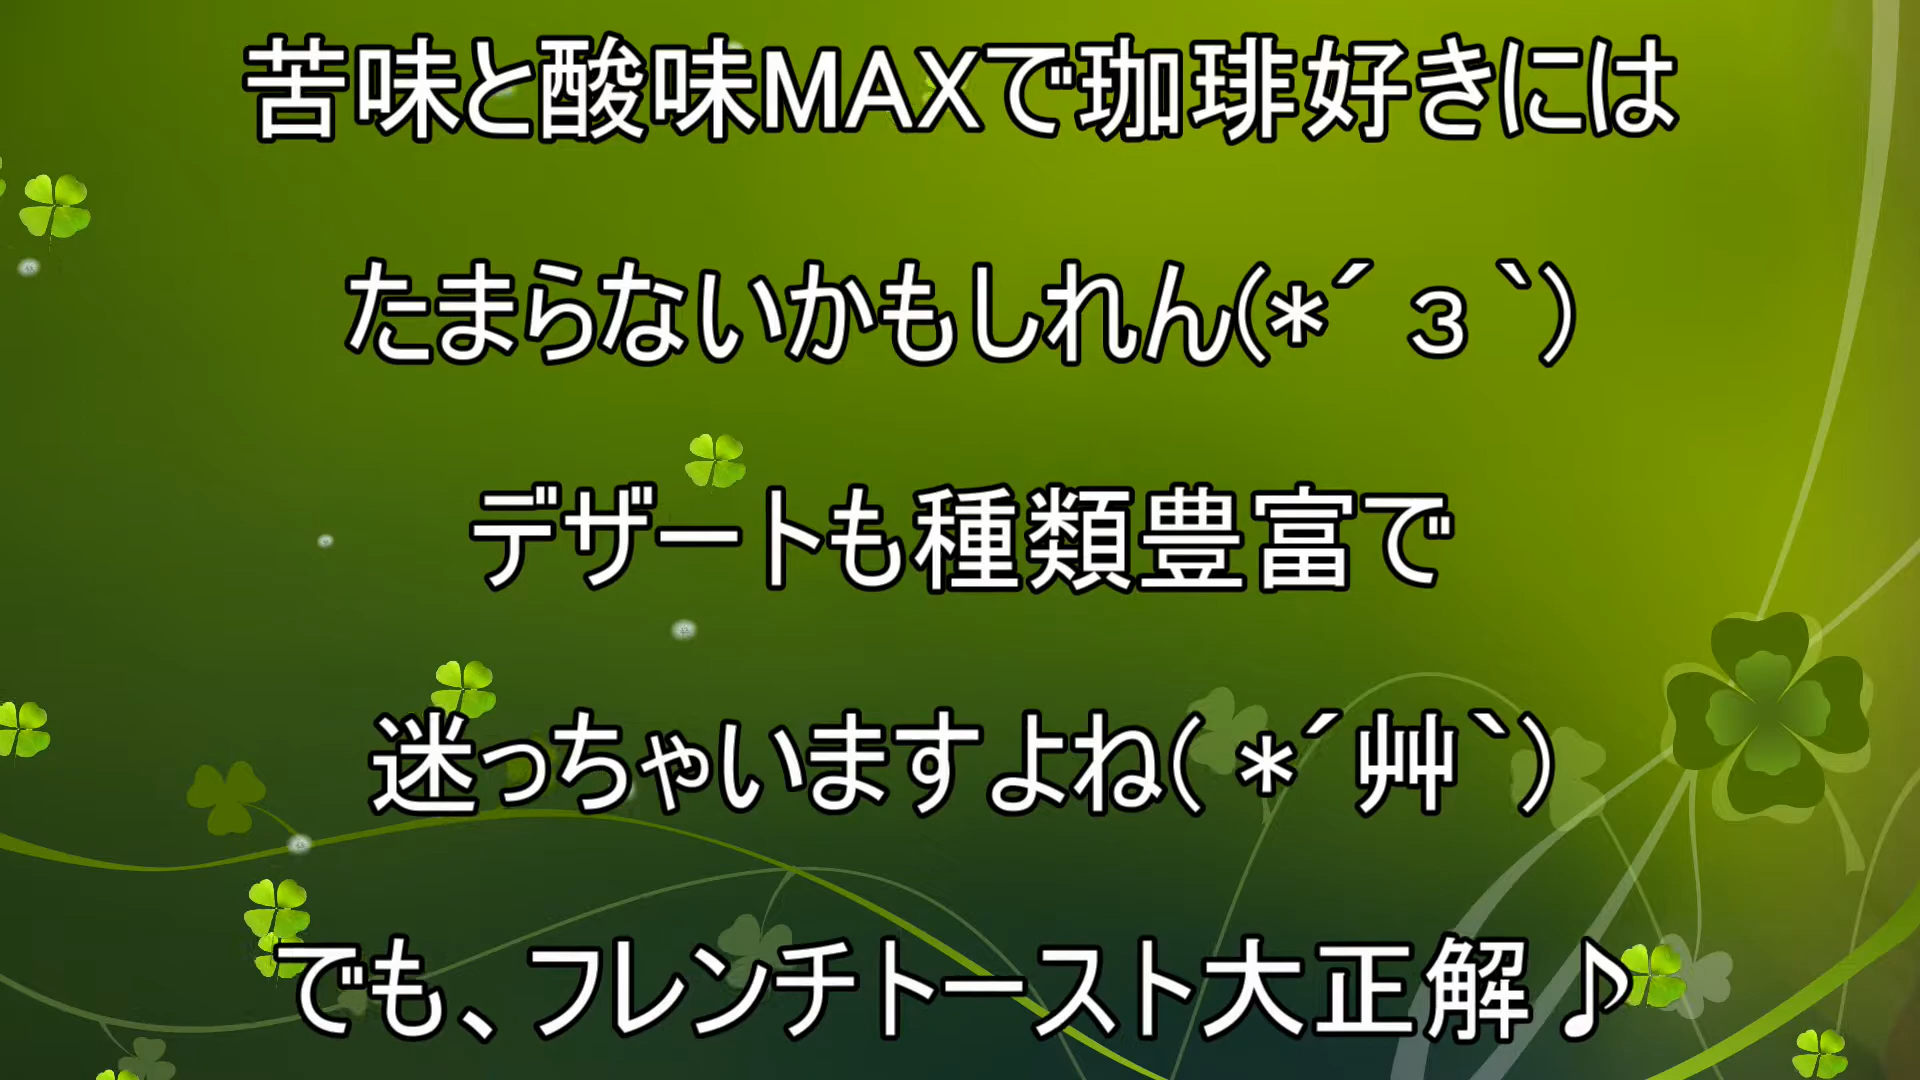 苦味と酸味MAXで珈琲好きには
たまらないかもしれん(*´з`)
デザートも種類豊富で
迷っちゃいますよね( *´艸`)
でも、フレンチトースト大正解♪